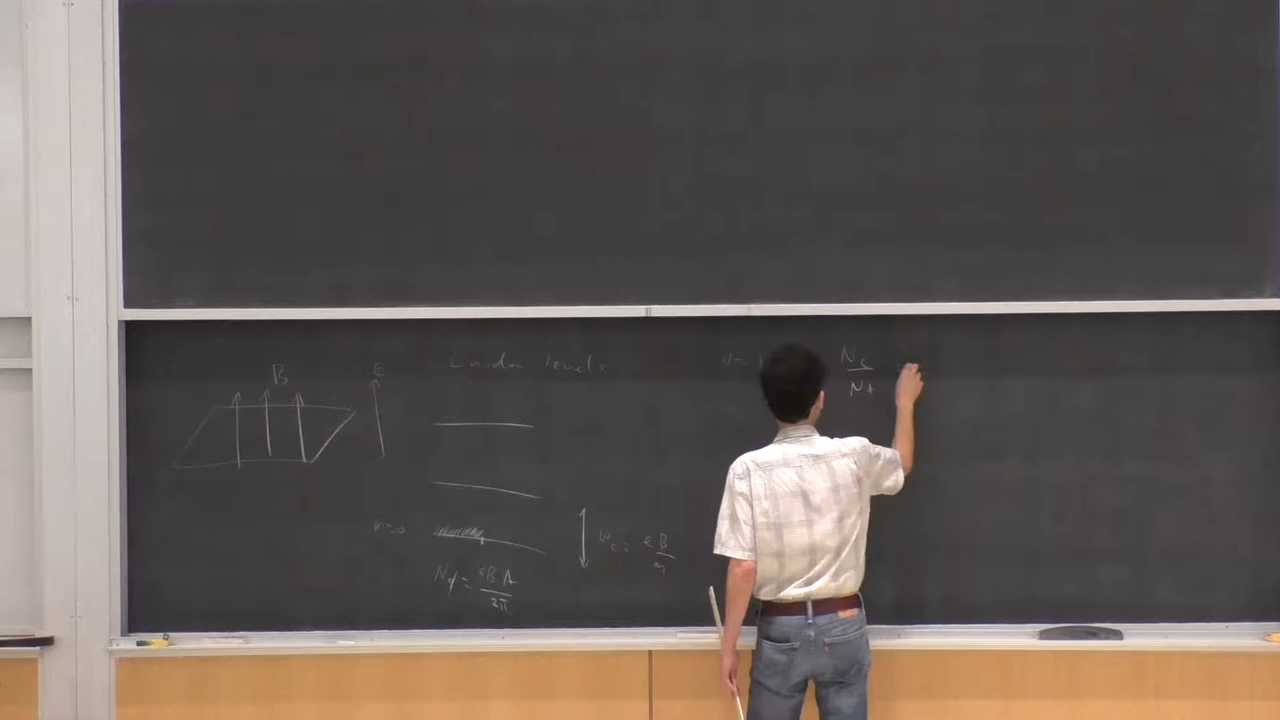 B
E
Landau levels
n=0
N_φ = eBA/2π
ω_c = eB/m
N_e/N_φ